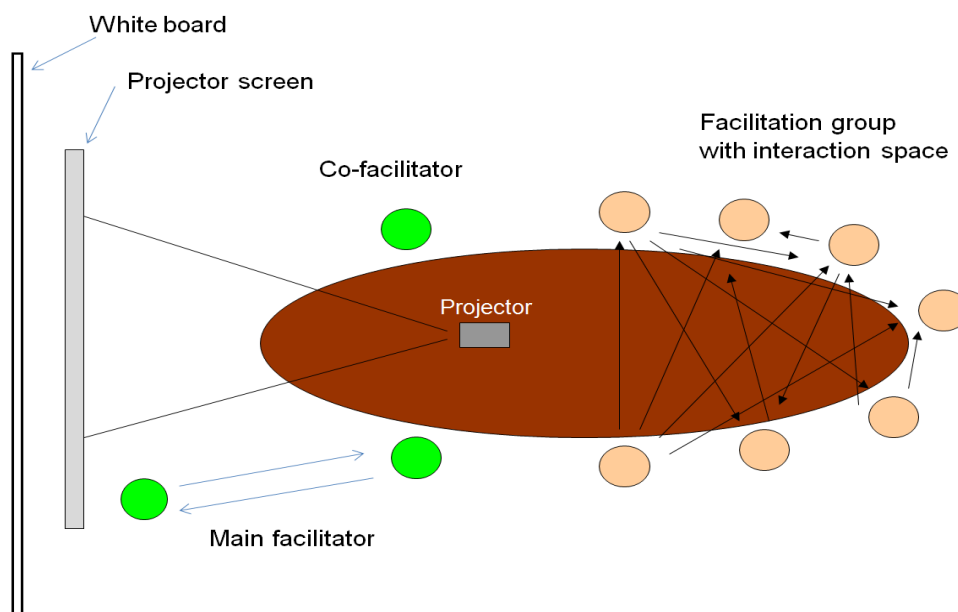 White board
Projector screen
Facilitation group
with interaction space
Co-facilitator
Projector
Main facilitator